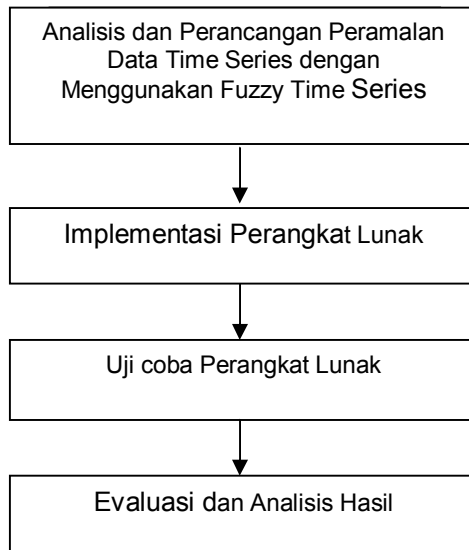 Analisis dan Perancangan Peramalan
Data Time Series dengan
Menggunakan Fuzzy Time Series
Implementasi Perangkat Lunak
Uji coba Perangkat Lunak
Evaluasi dan Analisis Hasil